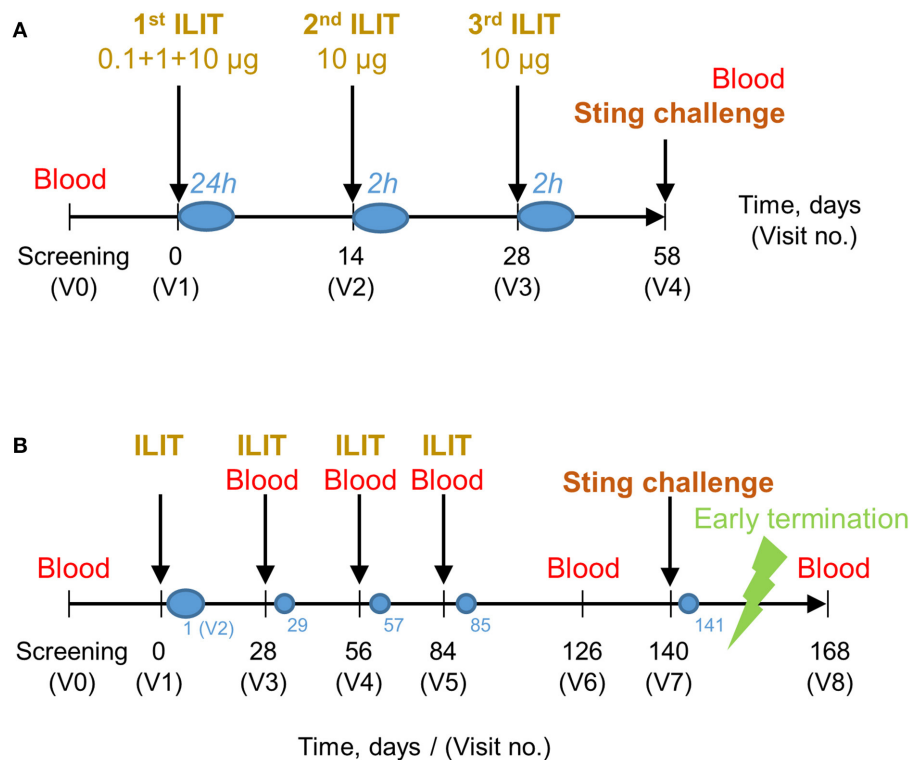 A
1st ILIT
0.1+1+10 µg
2nd ILIT
10 µg
3rd ILIT
10 µg
Blood
Sting challenge
Blood
24h
2h
2h
Time, days
(Visit no.)
Screening
(V0)
0
(V1)
14
(V2)
28
(V3)
58
(V4)
B
ILIT
ILIT
Blood
ILIT
Blood
ILIT
Blood
Sting challenge
Early termination
Blood
Blood
Blood
1 (V2)
29
57
85
141
Screening
(V0)
0
(V1)
28
(V3)
56
(V4)
84
(V5)
126
(V6)
140
(V7)
168
(V8)
Time, days / (Visit no.)